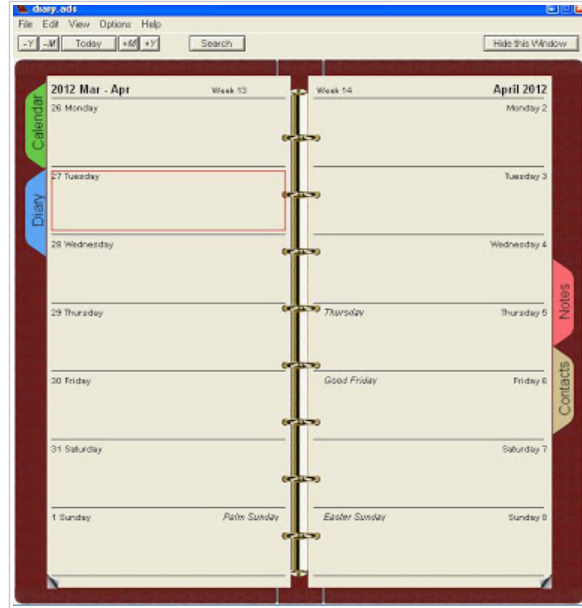 diary.ads
File Edit View Options Help
-Y -M Today +M +Y Search Hide this Window
Calendar
Diary
2012 Mar - Apr Week 13
26 Monday
27 Tuesday
28 Wednesday
29 Thursday
30 Friday
31 Saturday
1 Sunday Palm Sunday
Week 14 April 2012
Monday 2
Tuesday 3
Wednesday 4
Thursday Thursday 5
Good Friday Friday 6
Saturday 7
Easter Sunday Sunday 8
Notes
Contacts